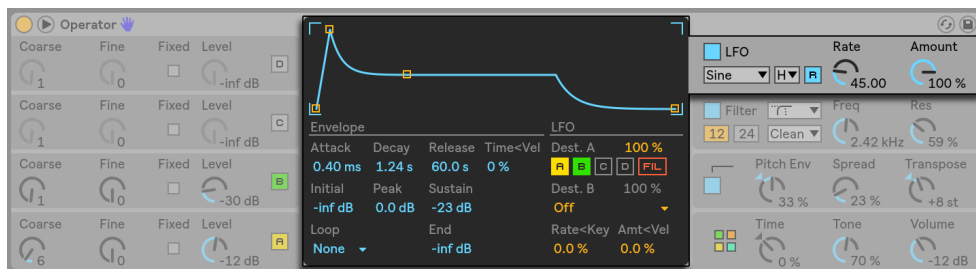 Operator
Coarse Fine Fixed Level
1 0 -inf dB D
Coarse Fine Fixed Level
1 0 -inf dB C
Coarse Fine Fixed Level
1 0 -30 dB B
Coarse Fine Fixed Level
6 0 -12 dB A
Envelope
Attack Decay Release Time<Vel
0.40 ms 1.24 s 60.0 s 0 %
Initial Peak Sustain
-inf dB 0.0 dB -23 dB
Loop End
None -inf dB
LFO
Dest. A 100 %
A B C D FIL
Dest. B 100 %
Off
Rate<Key Amt<Vel
0.0 % 0.0 %
LFO Rate Amount
Sine H R 45.00 100 %
Filter Freq Res
12 24 Clean 2.42 kHz 59 %
Pitch Env Spread Transpose
33 % 23 % +8 st
Time Tone Volume
0 % 70 % -12 dB